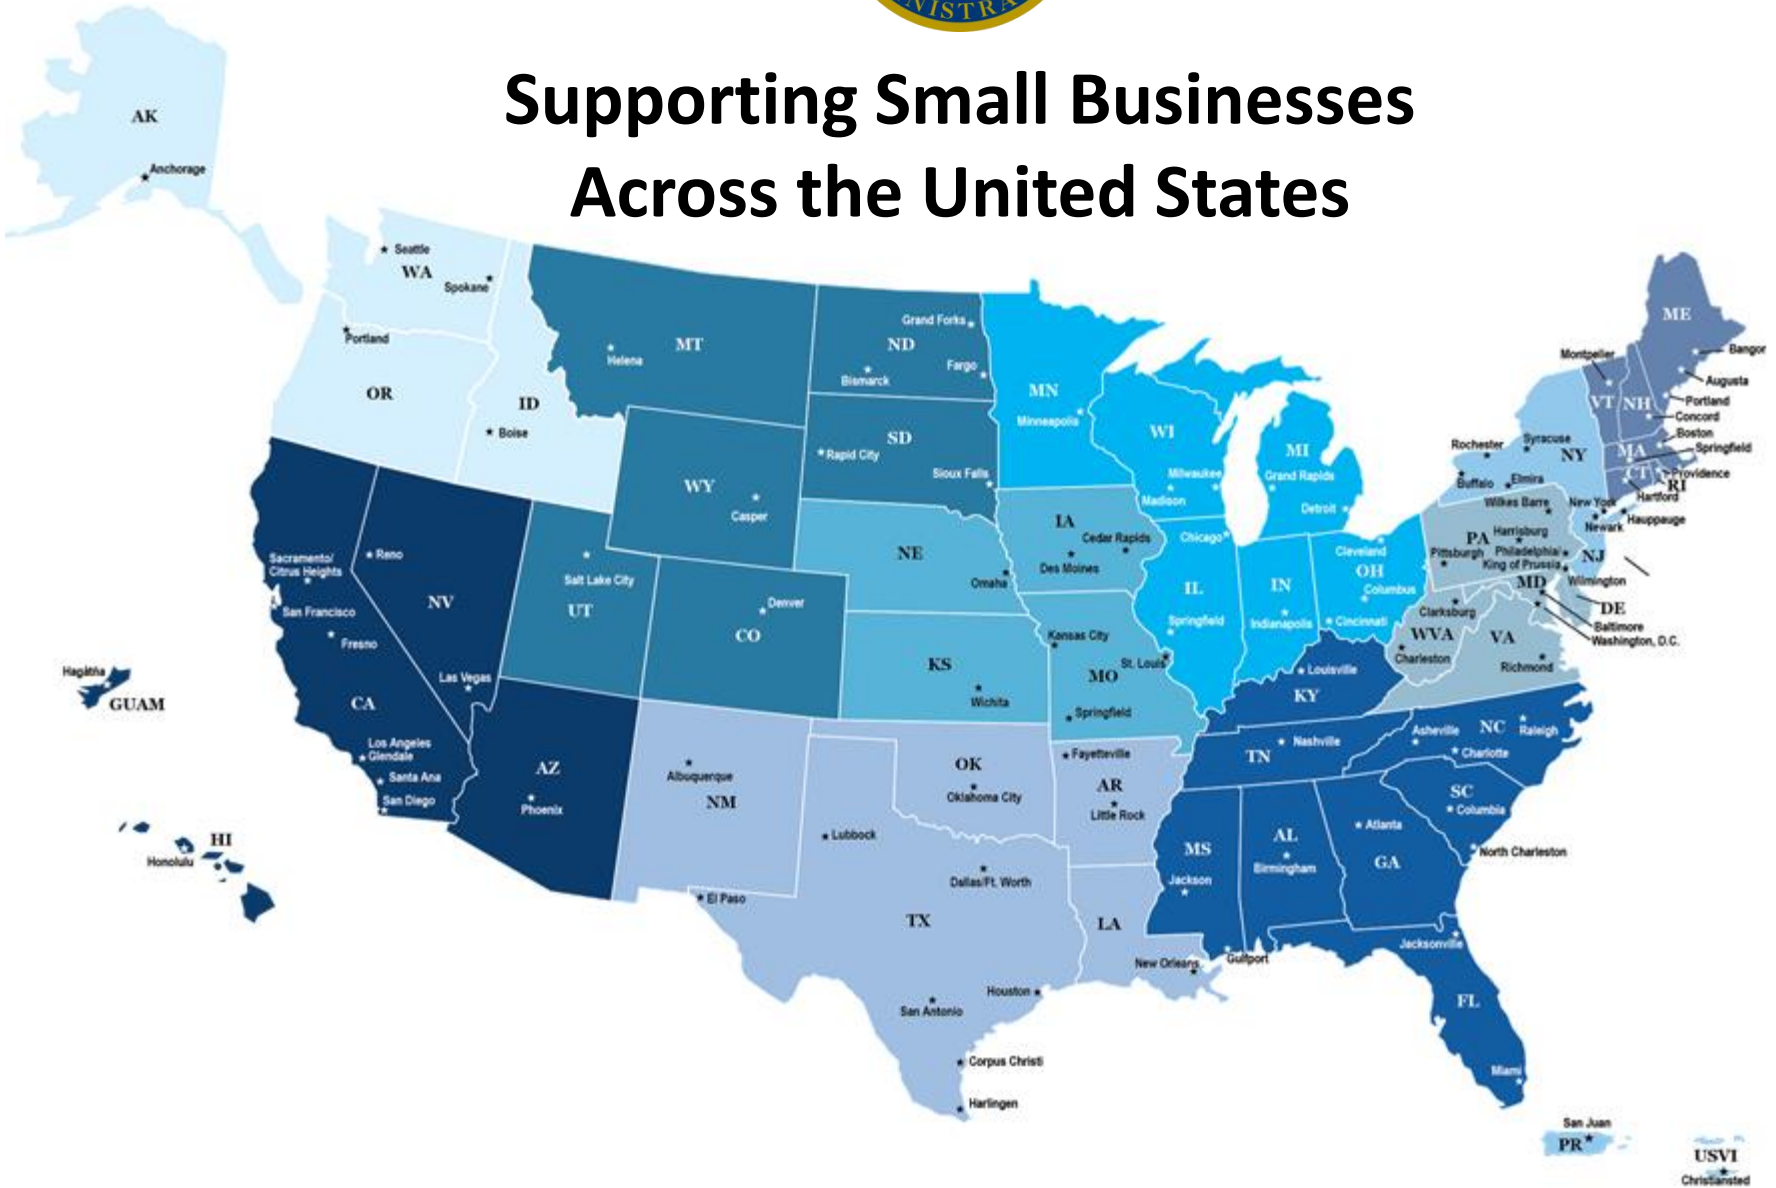 NISTRA
Supporting Small Businesses
Across the United States
AK
Anchorage
Seattle
WA
Spokane
Portland
OR
ID
Boise
MT
Helena
Grand Forks
ND
Fargo
Bismarck
SD
Rapid City
Sioux Falls
WY
Casper
MN
Minneapolis
WI
Milwaukee
Madison
MI
Grand Rapids
Detroit
ME
Montpelier
Bangor
Augusta
VT
NH
Portland
Concord
Boston
MA
Springfield
CT
Providence
RI
Hartford
Rochester
Syracuse
NY
Buffalo
Elmira
New York
Hauppauge
Newark
NJ
Wilkes Barre
PA
Harrisburg
Pittsburgh
Philadelphia/
King of Prussia
Wilmington
MD
DE
Baltimore
Washington, D.C.
Clarksburg
WVA
Charleston
VA
Richmond
Sacramento/
Citrus Heights
San Francisco
Fresno
CA
Los Angeles
Glendale
Santa Ana
San Diego
Reno
NV
Las Vegas
Salt Lake City
UT
Denver
CO
NE
Omaha
IA
Cedar Rapids
Des Moines
Chicago
IL
Springfield
IN
Indianapolis
Cleveland
OH
Columbus
Cincinnati
KS
Wichita
Kansas City
St. Louis
MO
Springfield
Louisville
KY
TN
Nashville
Asheville
NC
Raleigh
Charlotte
SC
Columbia
North Charleston
Hagåtña
GUAM
HI
Honolulu
AZ
Phoenix
Albuquerque
NM
OK
Oklahoma City
Fayetteville
AR
Little Rock
Lubbock
Dallas/Ft. Worth
El Paso
TX
San Antonio
Houston
Corpus Christi
Harlingen
LA
New Orleans
MS
Jackson
Gulfport
AL
Birmingham
Atlanta
GA
Jacksonville
FL
Miami
San Juan
PR
USVI
Christiansted